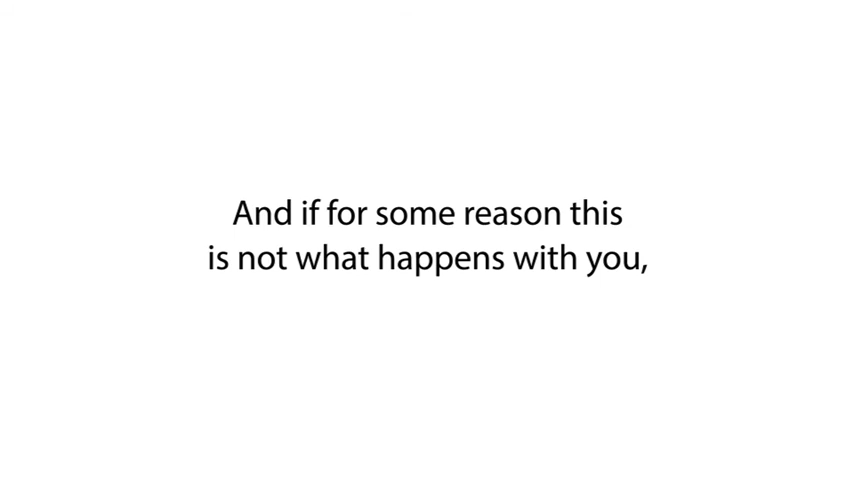 And if for some reason this
is not what happens with you,